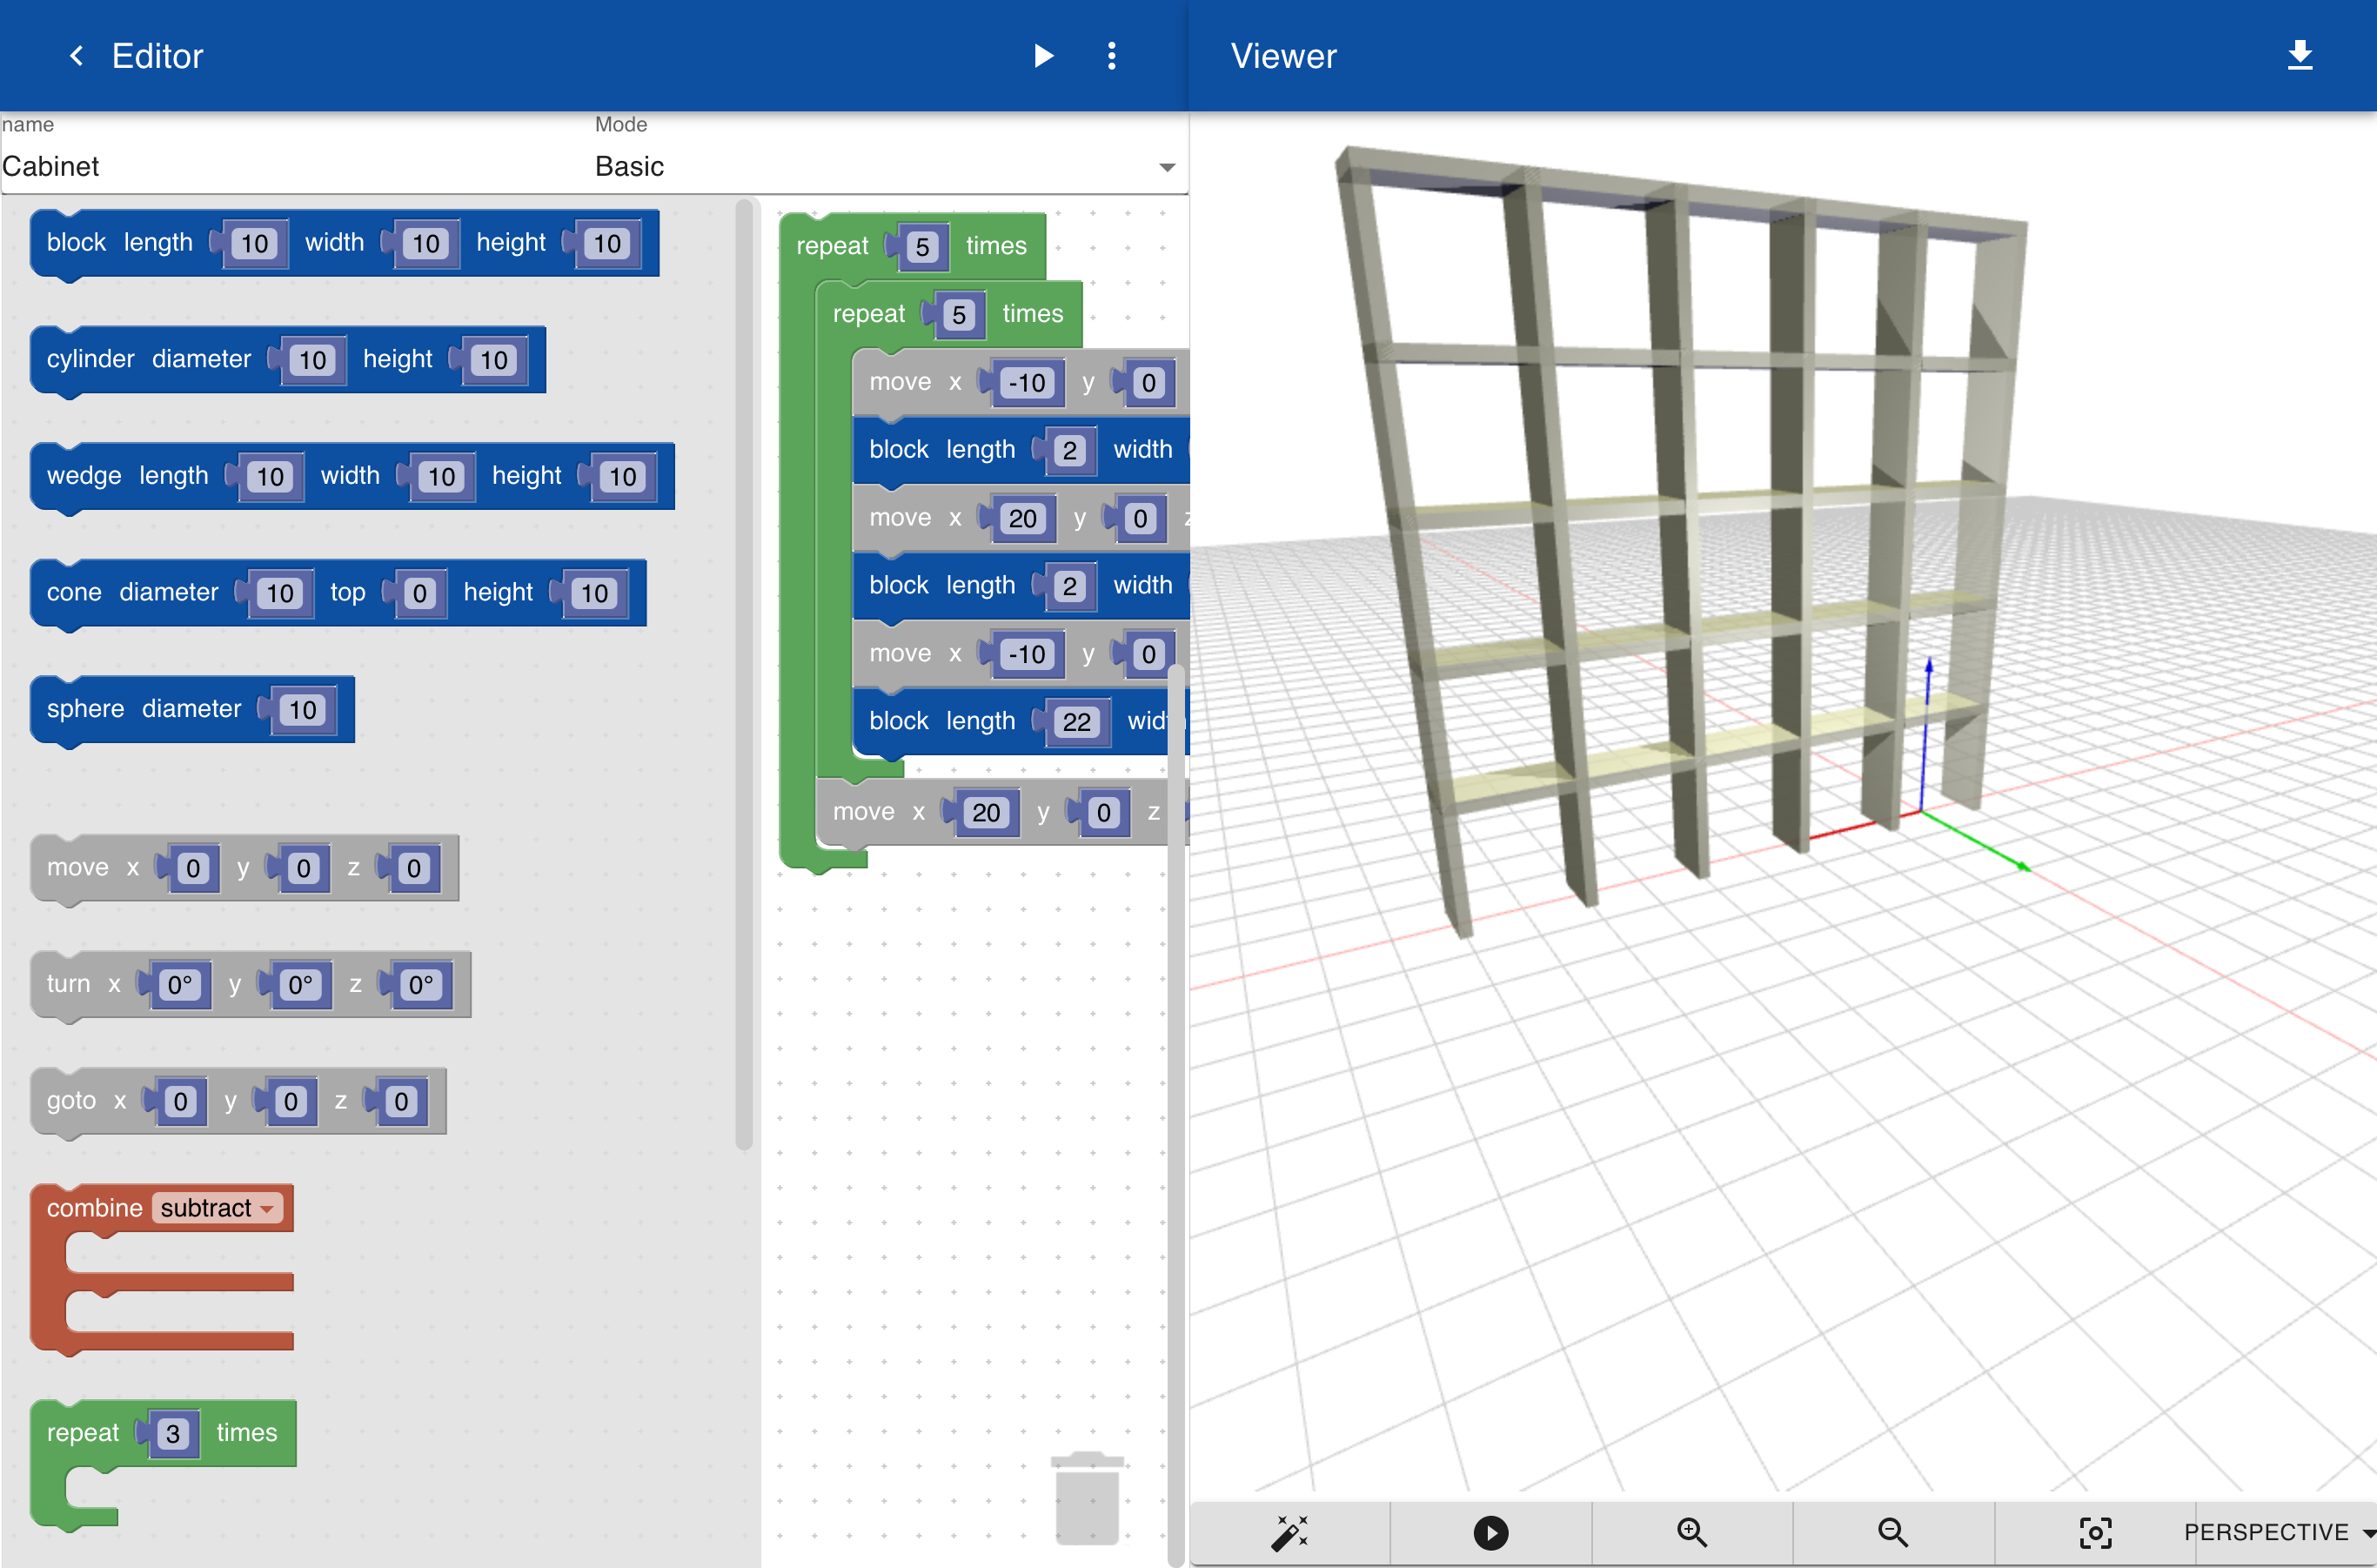 Editor
Viewer
name
Mode
Cabinet
Basic
block length 10 width 10 height 10
cylinder diameter 10 height 10
wedge length 10 width 10 height 10
cone diameter 10 top 0 height 10
sphere diameter 10
move x 0 y 0 z 0
turn x 0° y 0° z 0°
goto x 0 y 0 z 0
combine subtract
repeat 3 times
repeat 5 times
repeat 5 times
move x -10 y 0
block length 2 width
move x 20 y 0 z
block length 2 width
move x -10 y 0
block length 22 width
move x 20 y 0 z
PERSPECTIVE